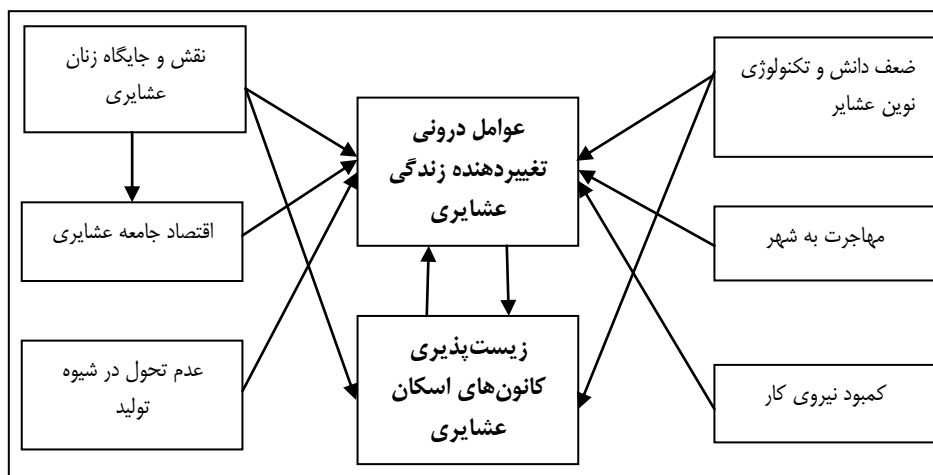 ضعف دانش و تکنولوژی
نوین عشایر
مهاجرت به شهر
کمبود نیروی کار
عوامل درونی
تغییردهنده زندگی
عشایری
زیست‌پذیری
کانون‌های اسکان
عشایری
نقش و جایگاه زنان
عشایری
اقتصاد جامعه عشایری
عدم تحول در شیوه
تولید